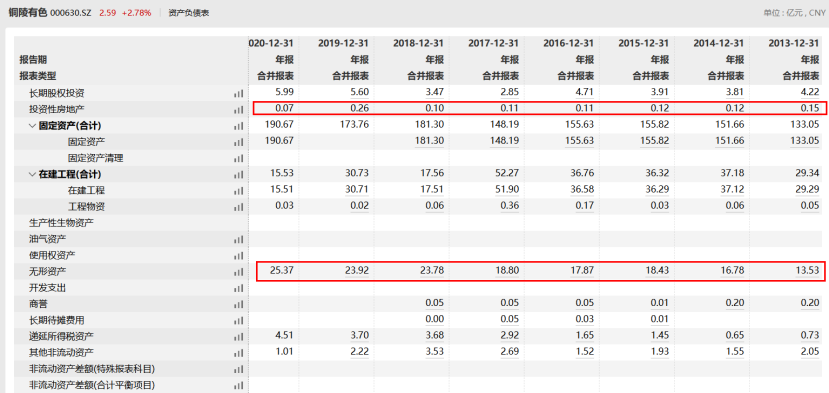 铜陵有色 000630.SZ 2.59 +2.78% 资产负债表 单位 : 亿元 , CNY
020-12-31 2019-12-31 2018-12-31 2017-12-31 2016-12-31 2015-12-31 2014-12-31 2013-12-31
报告期 年报 年报 年报 年报 年报 年报 年报 年报
报表类型 合并报表 合并报表 合并报表 合并报表 合并报表 合并报表 合并报表 合并报表
长期股权投资 5.99 5.60 3.47 2.85 4.71 3.91 3.81 4.22
投资性房地产 0.07 0.26 0.10 0.11 0.11 0.12 0.12 0.15
固定资产(合计) 190.67 173.76 181.30 148.19 155.63 155.82 151.66 133.05
固定资产 190.67 181.30 148.19 155.63 155.82 151.66 133.05
固定资产清理
在建工程(合计) 15.53 30.73 17.56 52.27 36.76 36.32 37.18 29.34
在建工程 15.51 30.71 17.51 51.90 36.58 36.29 37.12 29.29
工程物资 0.03 0.02 0.06 0.36 0.17 0.03 0.06 0.05
生产性生物资产
油气资产
使用权资产
无形资产 25.37 23.92 23.78 18.80 17.87 18.43 16.78 13.53
开发支出
商誉 0.05 0.05 0.05 0.01 0.20 0.20
长期待摊费用 0.00 0.05 0.03 0.01
递延所得税资产 4.51 3.70 3.68 2.92 1.65 1.45 0.65 0.73
其他非流动资产 1.01 2.22 3.53 2.69 1.52 1.93 1.55 2.05
非流动资产差额(特殊报表科目)
非流动资产差额(合计平衡项目)